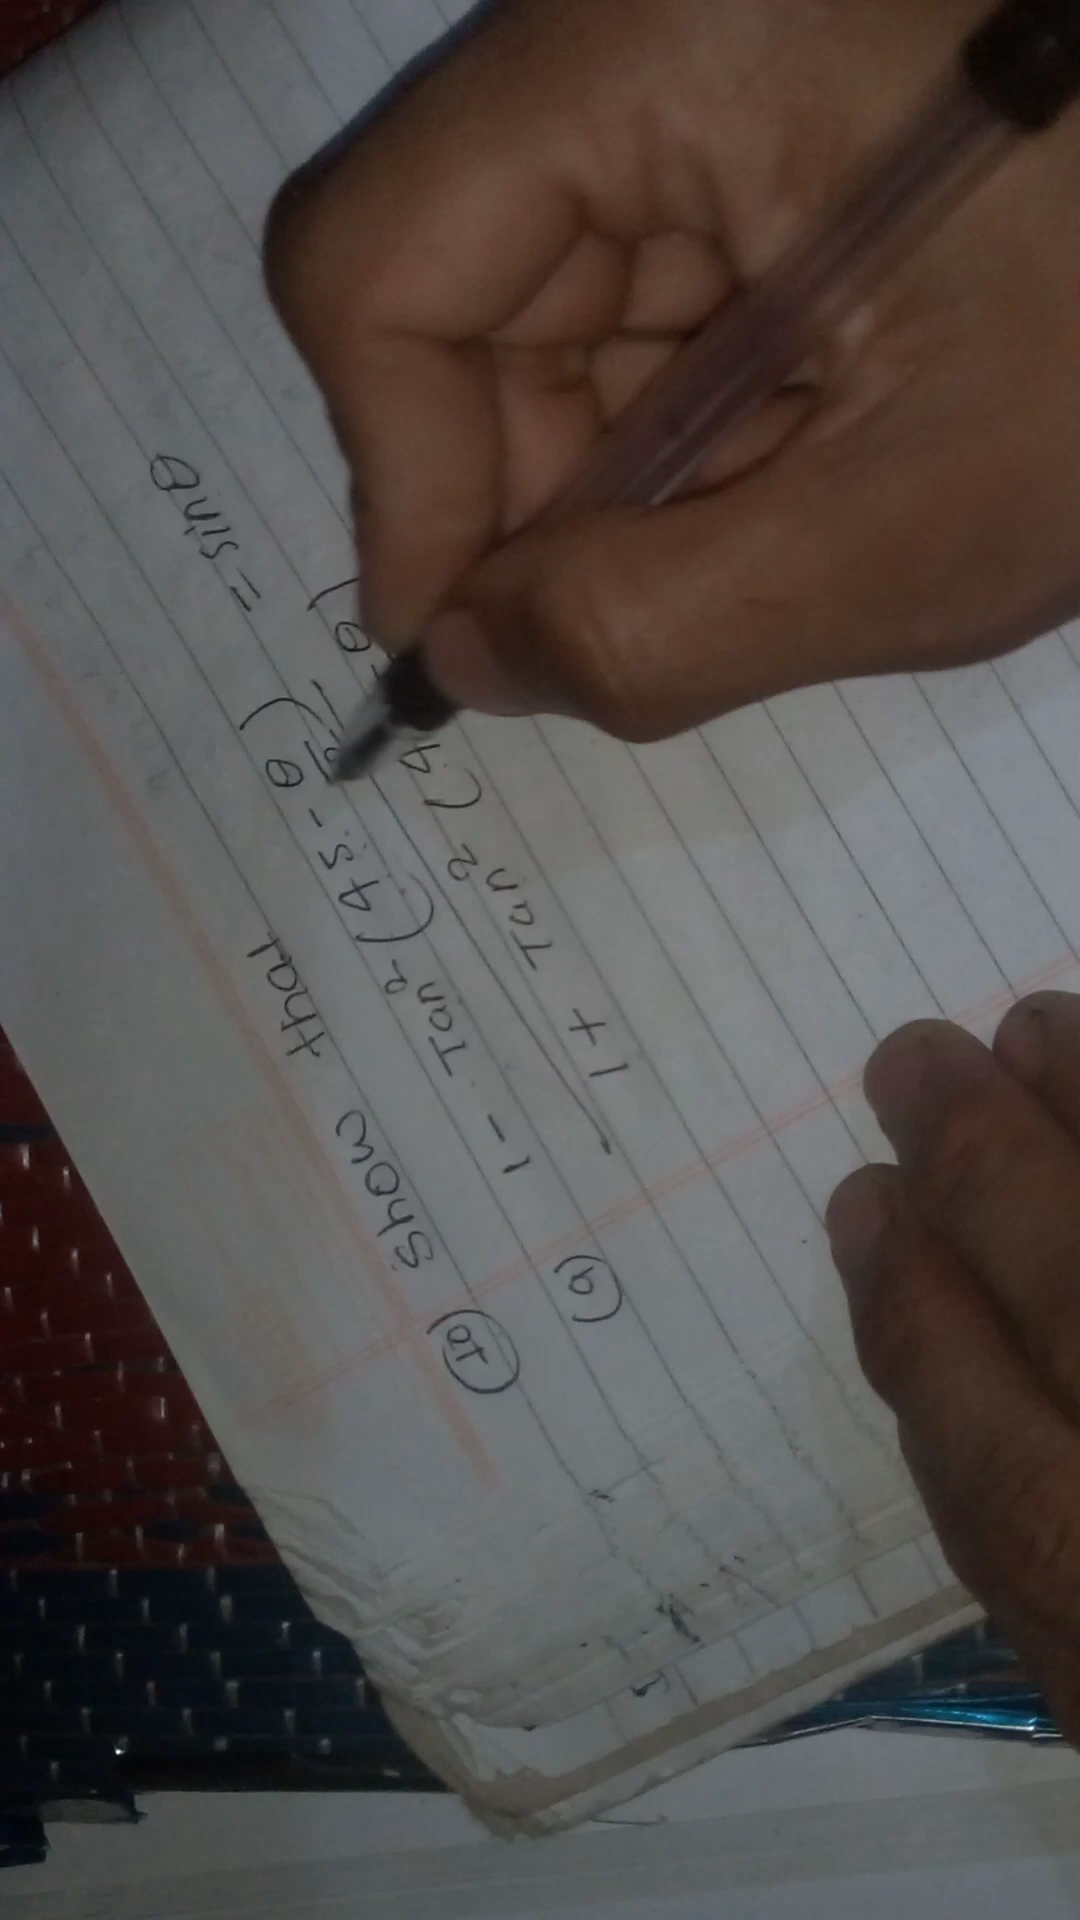 (10) Show that
(a) 1 - Tan² (45 - θ ) = sinθ
1 + Tan² (4 - θ)